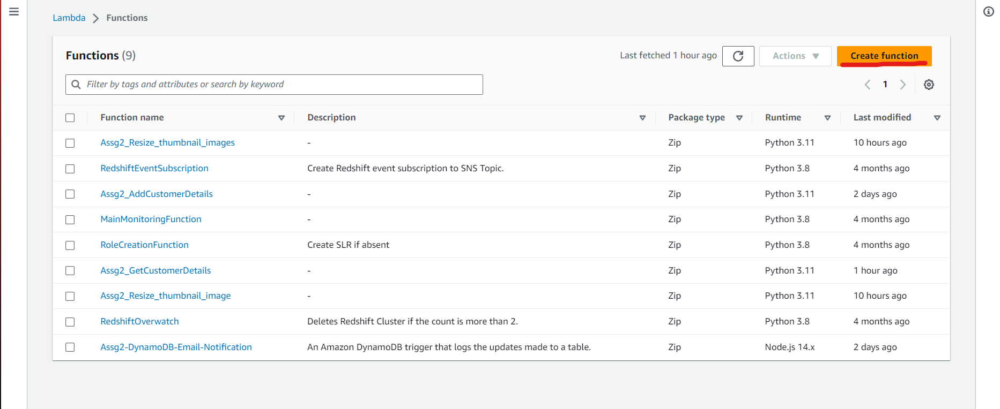 Lambda > Functions
Functions (9) Last fetched 1 hour ago Actions Create function
Filter by tags and attributes or search by keyword 1
Function name Description Package type Runtime Last modified
Assg2_Resize_thumbnail_images - Zip Python 3.11 10 hours ago
RedshiftEventSubscription Create Redshift event subscription to SNS Topic. Zip Python 3.8 4 months ago
Assg2_AddCustomerDetails - Zip Python 3.11 2 days ago
MainMonitoringFunction - Zip Python 3.8 4 months ago
RoleCreationFunction Create SLR if absent Zip Python 3.8 4 months ago
Assg2_GetCustomerDetails - Zip Python 3.11 1 hour ago
Assg2_Resize_thumbnail_image - Zip Python 3.11 10 hours ago
RedshiftOverwatch Deletes Redshift Cluster if the count is more than 2. Zip Python 3.8 4 months ago
Assg2-DynamoDB-Email-Notification An Amazon DynamoDB trigger that logs the updates made to a table. Zip Node.js 14.x 2 days ago